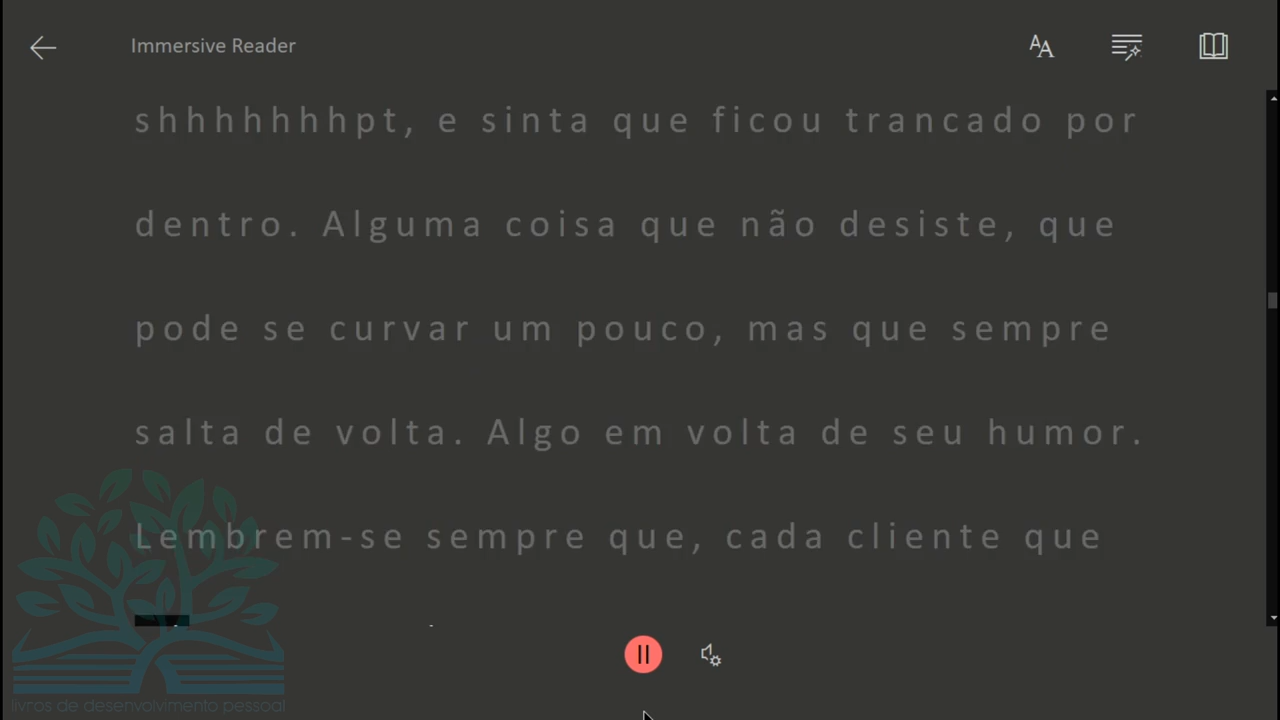 Immersive Reader
shhhhhhhhpt, e sinta que ficou trancado por
dentro. Alguma coisa que não desiste, que
pode se curvar um pouco, mas que sempre
salta de volta. Algo em volta de seu humor.
Lembrem-se sempre que, cada cliente que
livros de desenvolvimento pessoal